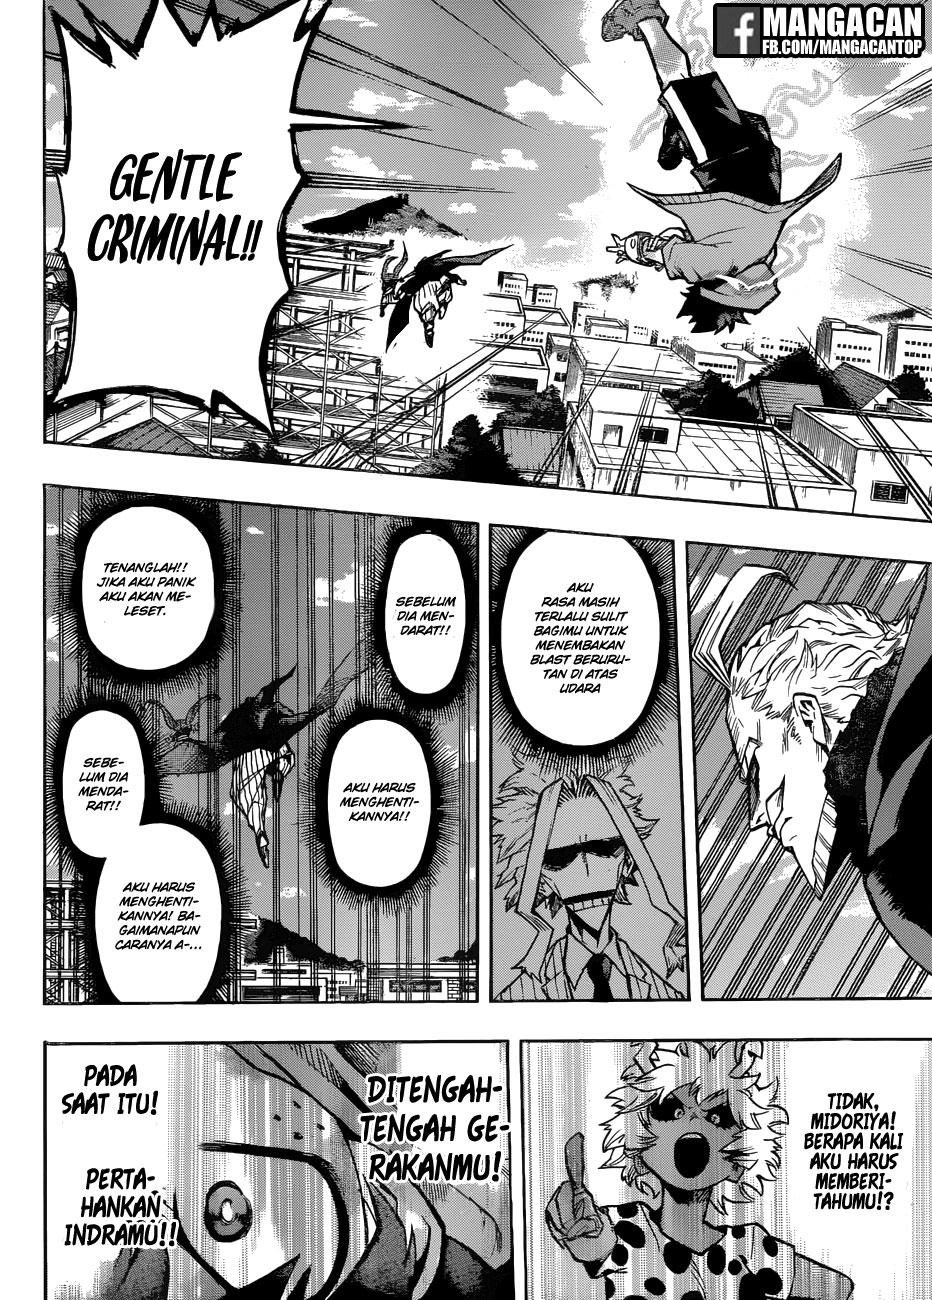 MANGACAN
FB.COM/MANGACANTOP
GENTLE
CRIMINAL!!
AKU
RASA MASIH
TERLALU SULIT
BAGIMU UNTUK
MENEMBAKAN
BLAST BERURU-
TAN DI ATAS
UDARA
SEBELUM
DIA MEN-
DARAT!!
AKU HARUS
MENGHENTI-
KANNYA!!
TENANGLAH!!
JIKA AKU PANIK
AKU AKAN ME-
LESET.
SEBE-
LUM DIA
MENDA-
RAT!!
AKU HARUS
MENGHENTI-
KANNYA! BA-
GAIMANAPUN
CARANYA A-...
TIDAK,
MIDORIYA!
BERAPA KALI
AKU HARUS
MEMBERI-
TAHUMU!?
DITENGAH-
TENGAH GE-
RAKANMU!
PADA
SAAT ITU!
PERTA-
HANKAN
INDRAMU!!